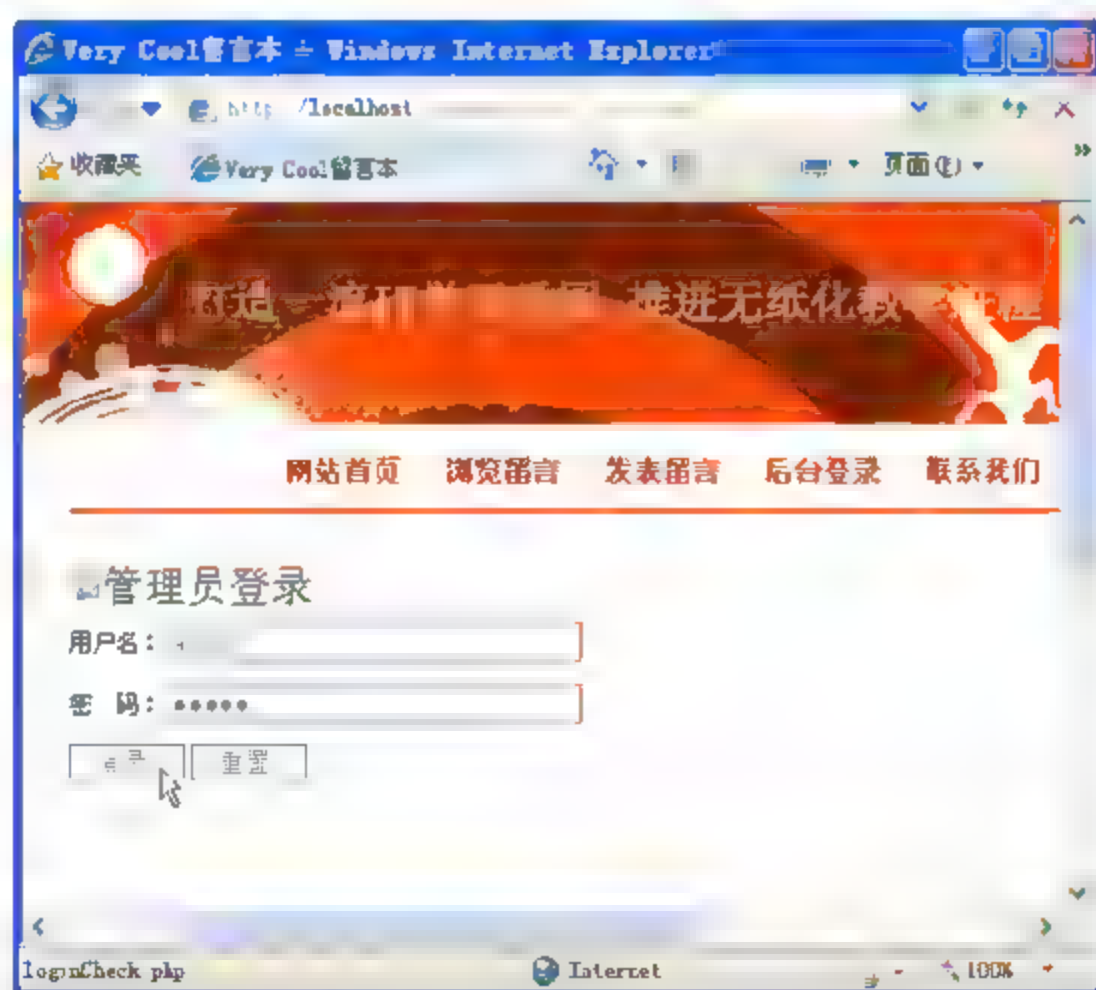 Very Cool留言本 - Windows Internet Explorer
http /localhost
收藏夹 Very Cool留言本 页面(P)
推进无纸化教
网站首页 浏览留言 发表留言 后台登录 联系我们
管理员登录
用户名：
密 码： •••••
重置
loginCheck php Internet 100%